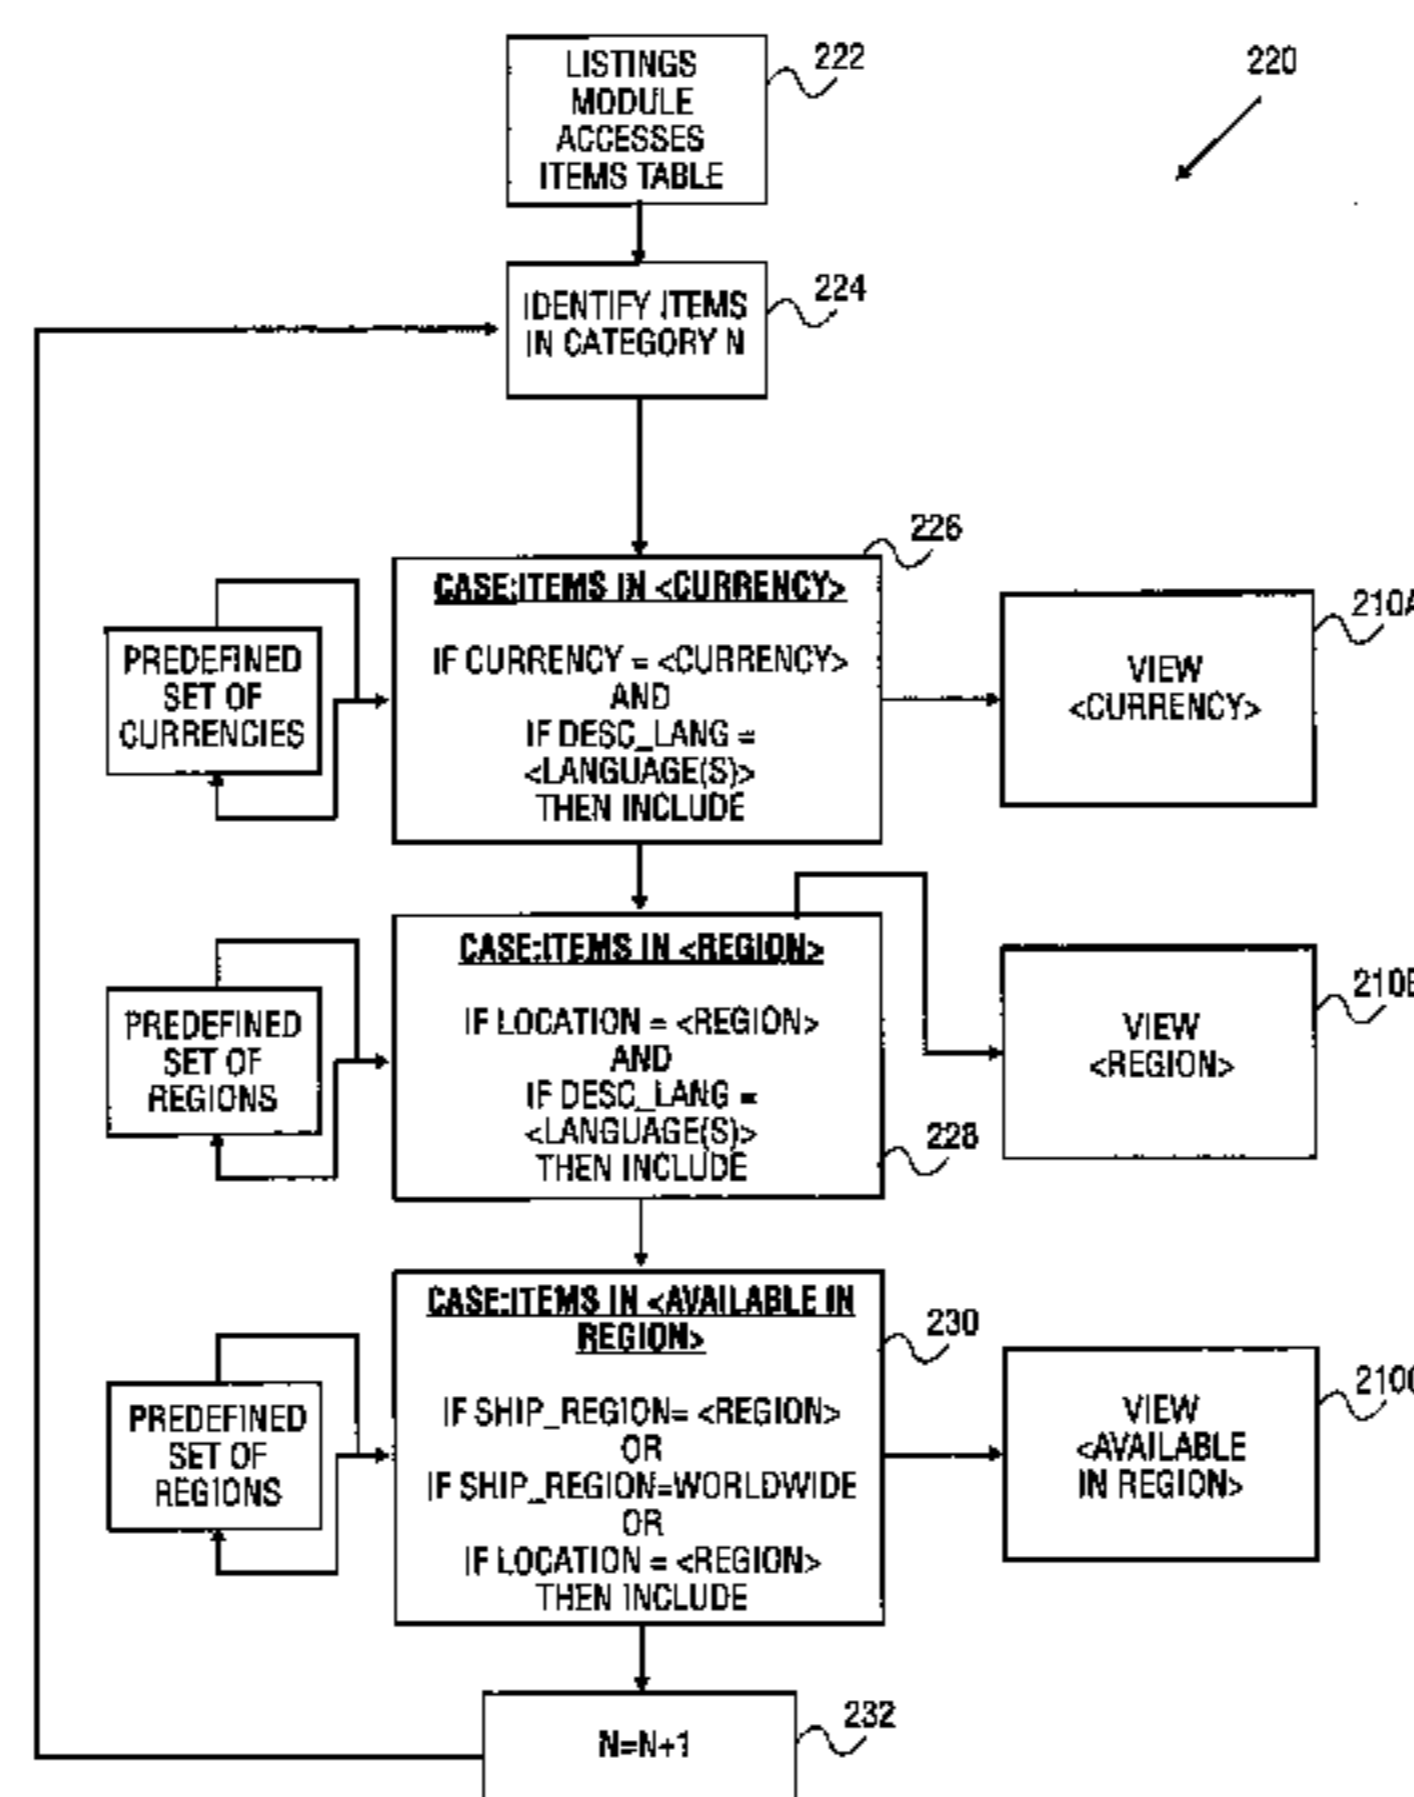 LISTINGS
MODULE
ACCESSES
ITEMS TABLE
222
220
IDENTIFY ITEMS
IN CATEGORY N
224
226
CASE:ITEMS IN <CURRENCY>
IF CURRENCY = <CURRENCY>
AND
IF DESC_LANG =
<LANGUAGE(S)>
THEN INCLUDE
PREDEFINED
SET OF
CURRENCIES
VIEW
<CURRENCY>
210A
CASE:ITEMS IN <REGION>
IF LOCATION = <REGION>
AND
IF DESC_LANG =
<LANGUAGE(S)>
THEN INCLUDE
228
PREDEFINED
SET OF
REGIONS
VIEW
<REGION>
210B
CASE:ITEMS IN <AVAILABLE IN
REGION>
IF SHIP_REGION= <REGION>
OR
IF SHIP_REGION=WORLDWIDE
OR
IF LOCATION = <REGION>
THEN INCLUDE
230
PREDEFINED
SET OF
REGIONS
VIEW
<AVAILABLE
IN REGION>
210C
N=N+1
232